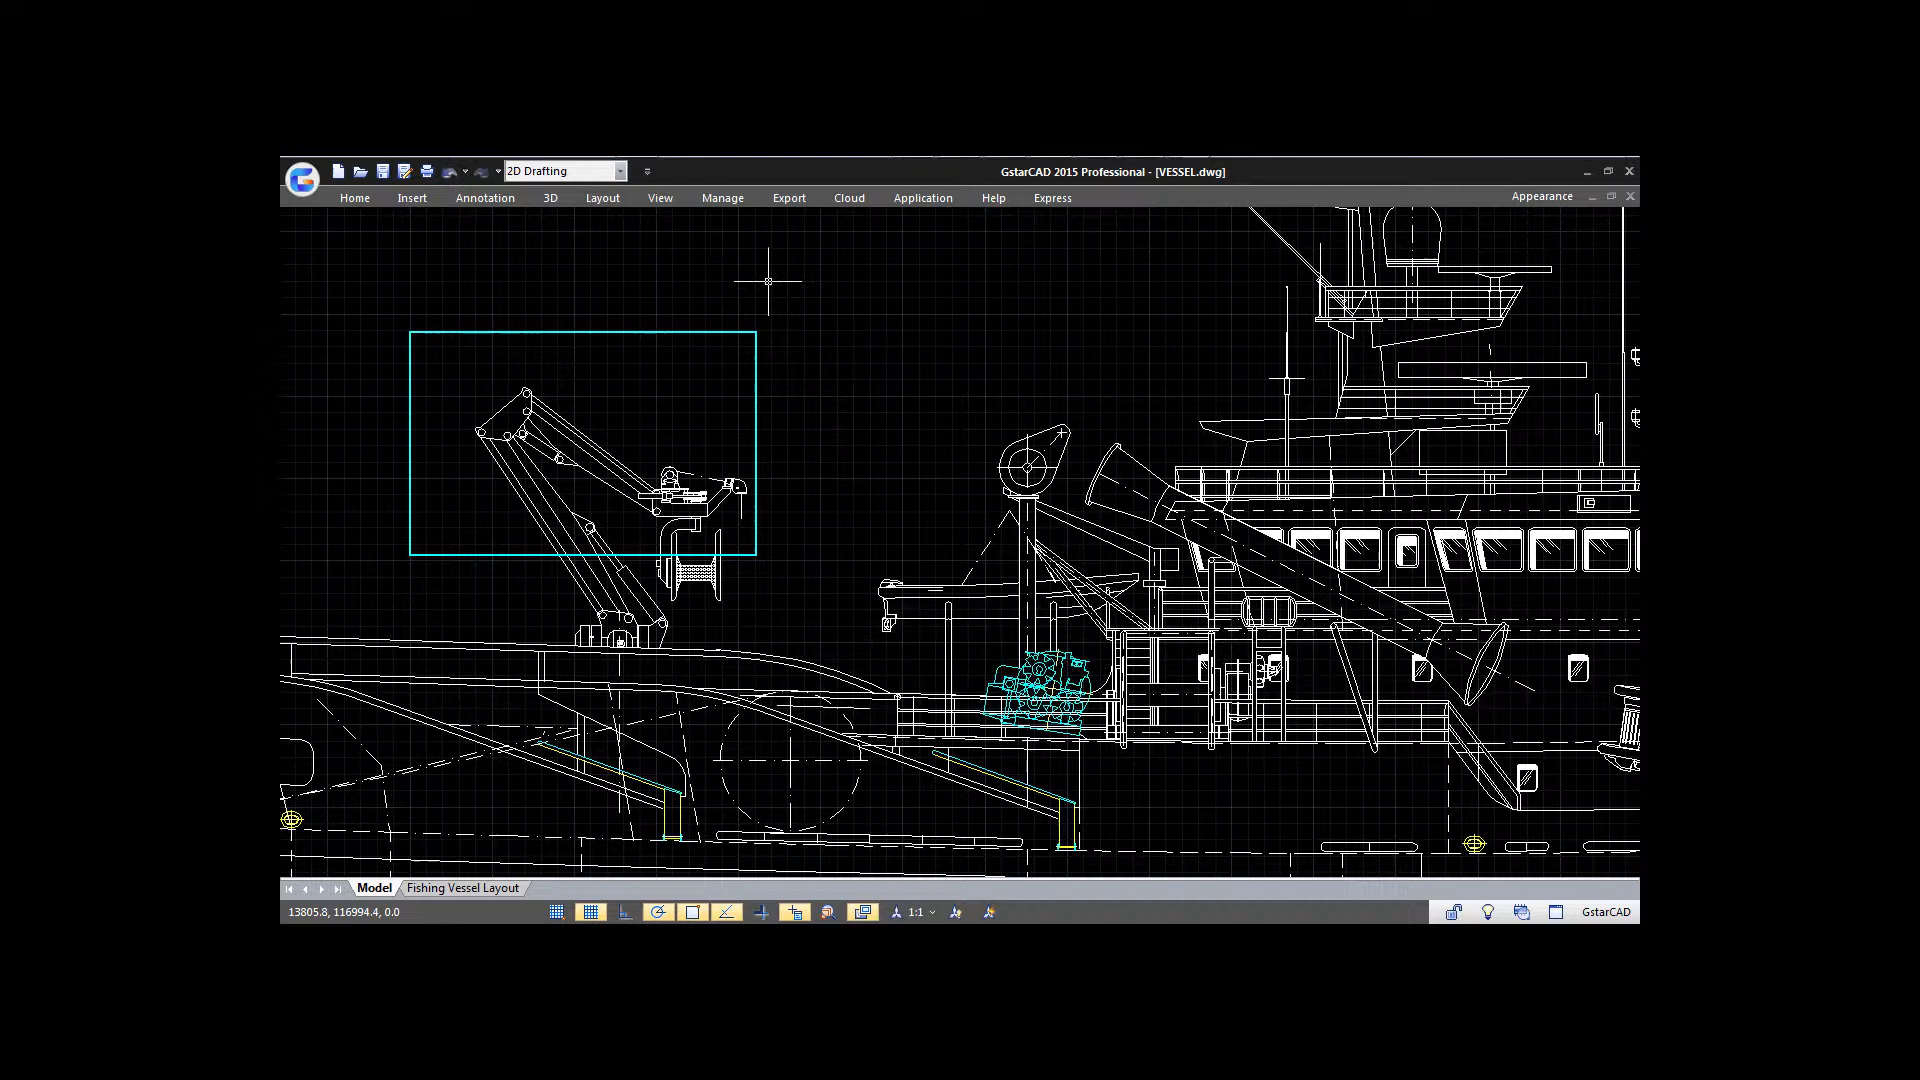 2D Drafting
GstarCAD 2015 Professional - [VESSEL.dwg]
Home Insert Annotation 3D Layout View Manage Export Cloud Application Help Express Appearance
Model Fishing Vessel Layout
13805.8, 116994.4, 0.0 1:1 GstarCAD